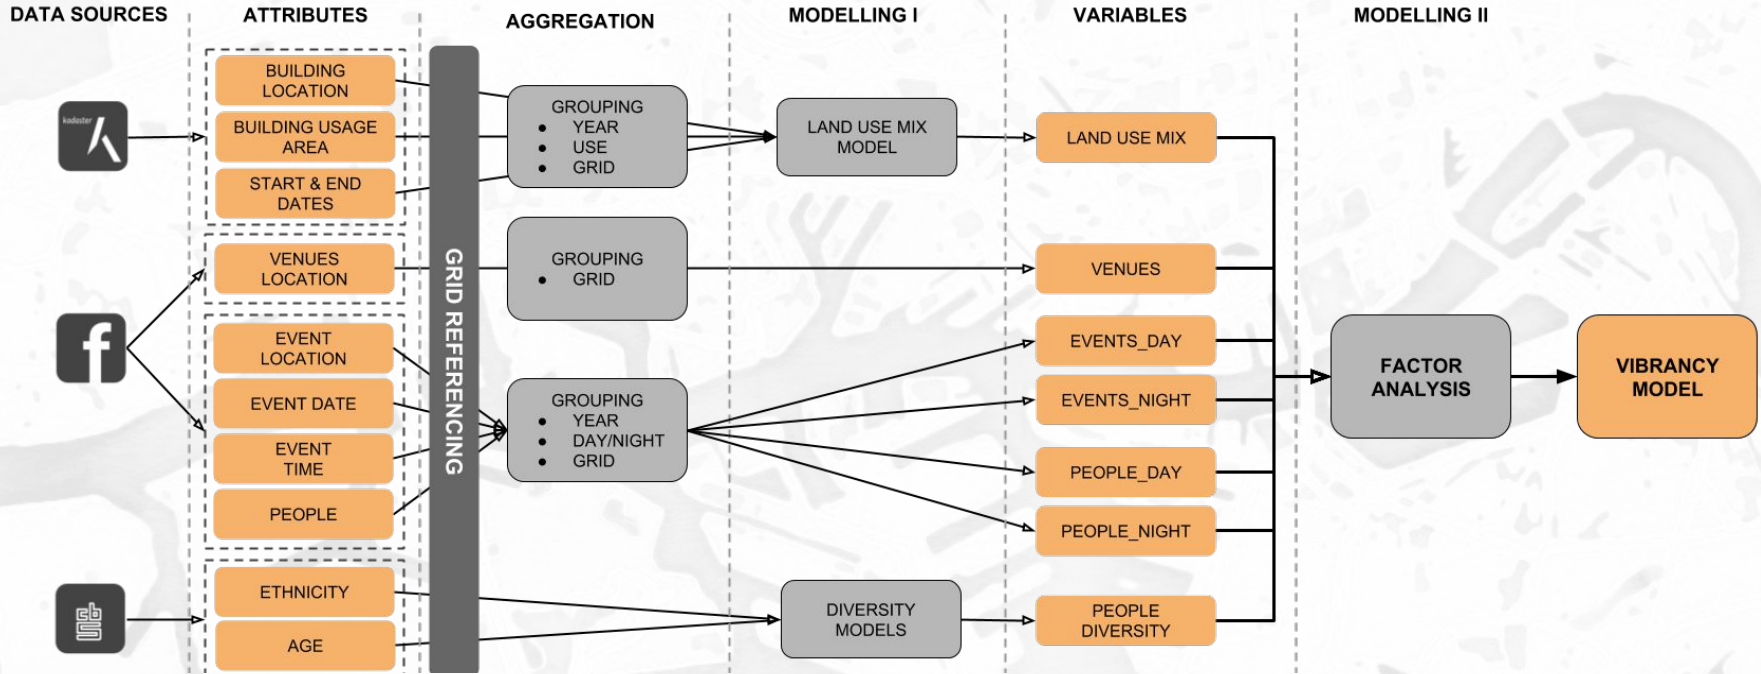 DATA SOURCES
ATTRIBUTES
AGGREGATION
MODELLING I
VARIABLES
MODELLING II
kadaster
BUILDING
LOCATION
BUILDING USAGE
AREA
START & END
DATES
VENUES
LOCATION
f
EVENT
LOCATION
EVENT DATE
EVENT
TIME
PEOPLE
cbs
ETHNICITY
AGE
GRID REFERENCING
GROUPING
● YEAR
● USE
● GRID
GROUPING
● GRID
GROUPING
● YEAR
● DAY/NIGHT
● GRID
LAND USE MIX
MODEL
DIVERSITY
MODELS
LAND USE MIX
VENUES
EVENTS_DAY
EVENTS_NIGHT
PEOPLE_DAY
PEOPLE_NIGHT
PEOPLE
DIVERSITY
FACTOR
ANALYSIS
VIBRANCY
MODEL